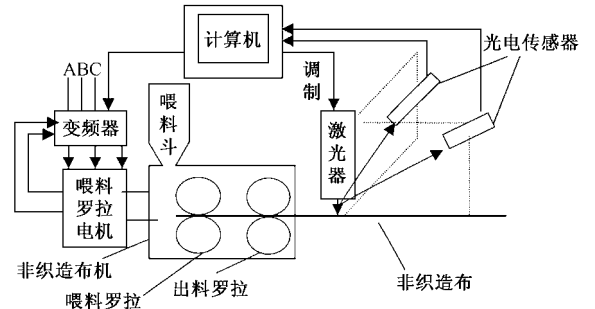 计算机
光电传感器
ABC
调
制
喂
料
斗
变频器
激
光
器
喂料
罗拉
电机
非织造布机
喂料罗拉
出料罗拉
非织造布